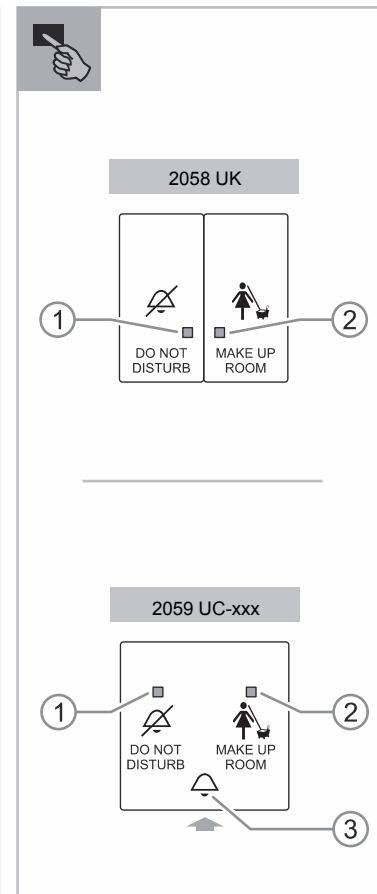 2058 UK
1
2
DO NOT
DISTURB
MAKE UP
ROOM
2059 UC-xxx
1
2
DO NOT
DISTURB
MAKE UP
ROOM
3